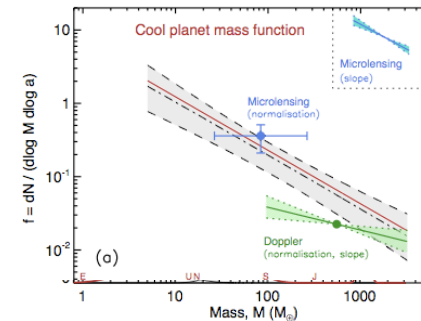 Cool planet mass function
Microlensing
(slope)
Microlensing
(normalisation)
Doppler
(normalisation, slope)
(a)
E UN S J
10
1
10⁻¹
10⁻²
f = dN / (dlog M dlog a)
1 10 100 1000
Mass, M (M⊕)